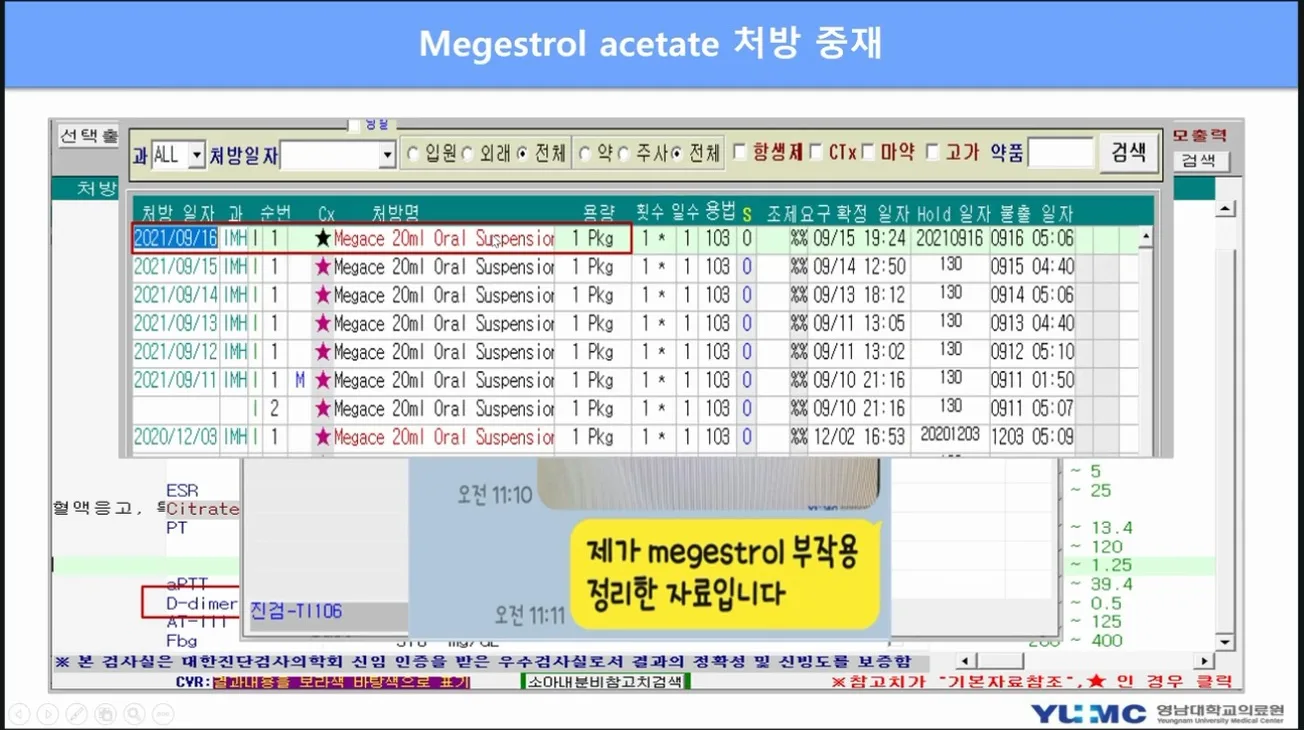 Megestrol acetate 처방 중재
선택출
모출력
과 ALL 처방일자 입원 외래 전체 약 주사 전체 항생제 CTx 마약 고가 약품 검색
검색
처방
처방 일자 과 순번 Cx 처방명 용량 횟수 일수 용법 S 조제요구 확정 일자 Hold 일자 불출 일자
2021/09/16 IMH I 1 ★Megace 20ml Oral Suspension 1 Pkg 1 * 1 103 0 %% 09/15 19:24 20210916 0916 05:06
2021/09/15 IMH I 1 ★Megace 20ml Oral Suspension 1 Pkg 1 * 1 103 0 %% 09/14 12:50 130 0915 04:40
2021/09/14 IMH I 1 ★Megace 20ml Oral Suspension 1 Pkg 1 * 1 103 0 %% 09/13 18:12 130 0914 05:06
2021/09/13 IMH I 1 ★Megace 20ml Oral Suspension 1 Pkg 1 * 1 103 0 %% 09/11 13:05 130 0913 04:40
2021/09/12 IMH I 1 ★Megace 20ml Oral Suspension 1 Pkg 1 * 1 103 0 %% 09/11 13:02 130 0912 05:10
2021/09/11 IMH I 1 M ★Megace 20ml Oral Suspension 1 Pkg 1 * 1 103 0 %% 09/10 21:16 130 0911 01:50
I 2 ★Megace 20ml Oral Suspension 1 Pkg 1 * 1 103 0 %% 09/10 21:16 130 0911 05:07
2020/12/03 IMH I 1 ★Megace 20ml Oral Suspension 1 Pkg 1 * 1 103 0 %% 12/02 16:53 20201203 1203 05:09
~ 5
ESR ~ 25
혈액응고, Citrate
오전 11:10
PT ~ 13.4
~ 120
제가 megestrol 부작용
정리한 자료입니다
~ 1.25
aPTT ~ 39.4
D-dimer ~ 0.5
진검-TI106
오전 11:11
AT-III ~ 125
Fbg mg/dL 200 ~ 400
※ 본 검사실은 대한진단검사의학회 신임 인증을 받은 우수검사실로서 결과의 정확성 및 신빙도를 보증함
CVR:결과내용을 보라색 바탕색으로 표기 소아내분비참고치검색 ※참고치가 "기본자료참조",★ 인 경우 클릭
YUMC 영남대학교의료원
Yeungnam University Medical Center